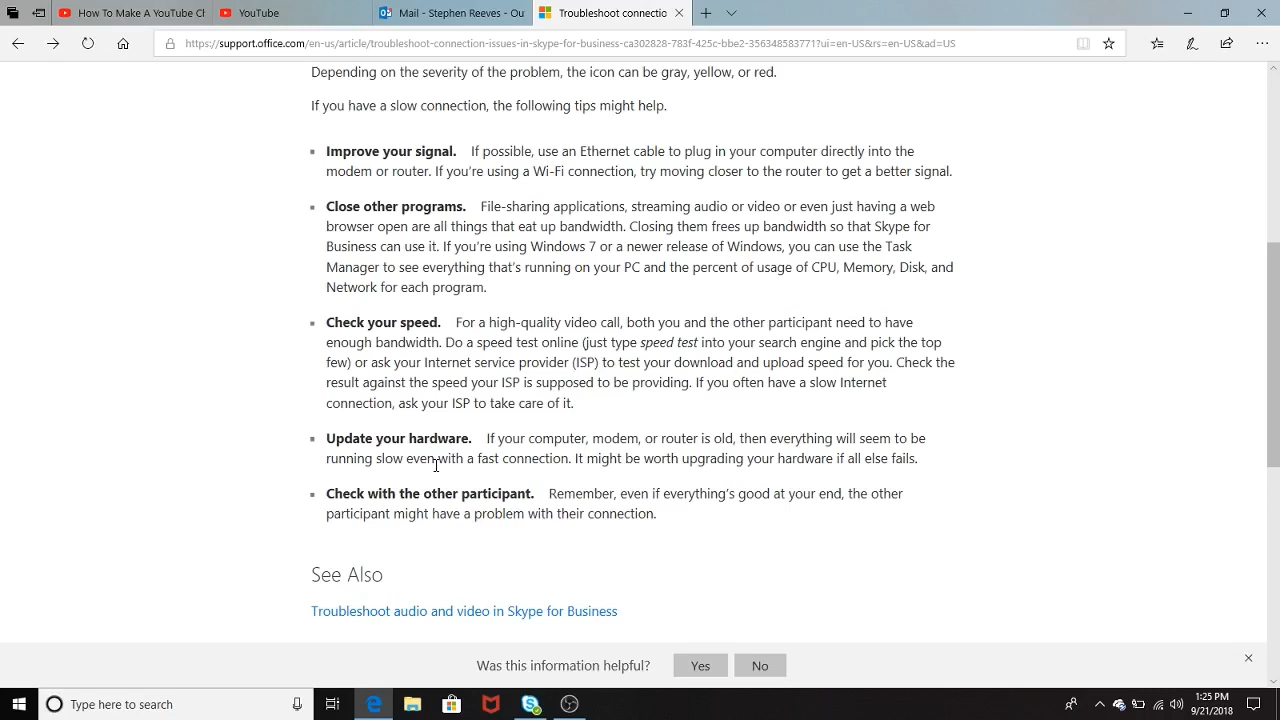 How To Make A YouTube Cl
YouTube
Mail - Stephen Reeves - Ou
Troubleshoot connectio
https://support.office.com/en-us/article/troubleshoot-connection-issues-in-skype-for-business-ca302828-783f-425c-bbe2-356348583771?ui=en-US&rs=en-US&ad=US
Depending on the severity of the problem, the icon can be gray, yellow, or red.
If you have a slow connection, the following tips might help.
Improve your signal. If possible, use an Ethernet cable to plug in your computer directly into the
modem or router. If you're using a Wi-Fi connection, try moving closer to the router to get a better signal.
Close other programs. File-sharing applications, streaming audio or video or even just having a web
browser open are all things that eat up bandwidth. Closing them frees up bandwidth so that Skype for
Business can use it. If you're using Windows 7 or a newer release of Windows, you can use the Task
Manager to see everything that's running on your PC and the percent of usage of CPU, Memory, Disk, and
Network for each program.
Check your speed. For a high-quality video call, both you and the other participant need to have
enough bandwidth. Do a speed test online (just type speed test into your search engine and pick the top
few) or ask your Internet service provider (ISP) to test your download and upload speed for you. Check the
result against the speed your ISP is supposed to be providing. If you often have a slow Internet
connection, ask your ISP to take care of it.
Update your hardware. If your computer, modem, or router is old, then everything will seem to be
running slow even with a fast connection. It might be worth upgrading your hardware if all else fails.
Check with the other participant. Remember, even if everything's good at your end, the other
participant might have a problem with their connection.
See Also
Troubleshoot audio and video in Skype for Business
Was this information helpful?
Yes
No
Type here to search
1:25 PM
9/21/2018